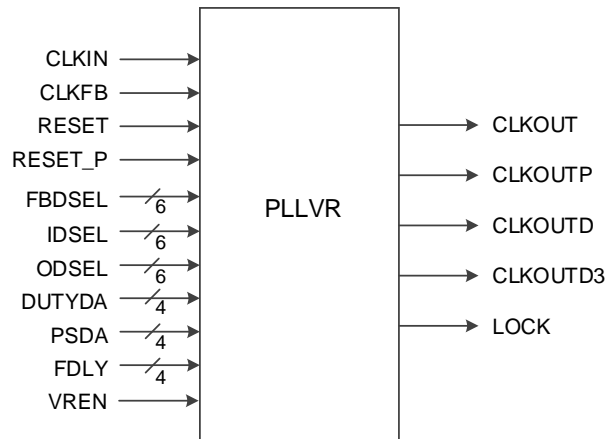 CLKIN
CLKFB
RESET
RESET_P
FBDSEL
6
IDSEL
6
ODSEL
6
DUTYDA
4
PSDA
4
FDLY
4
VREN
PLLVR
CLKOUT
CLKOUTP
CLKOUTD
CLKOUTD3
LOCK